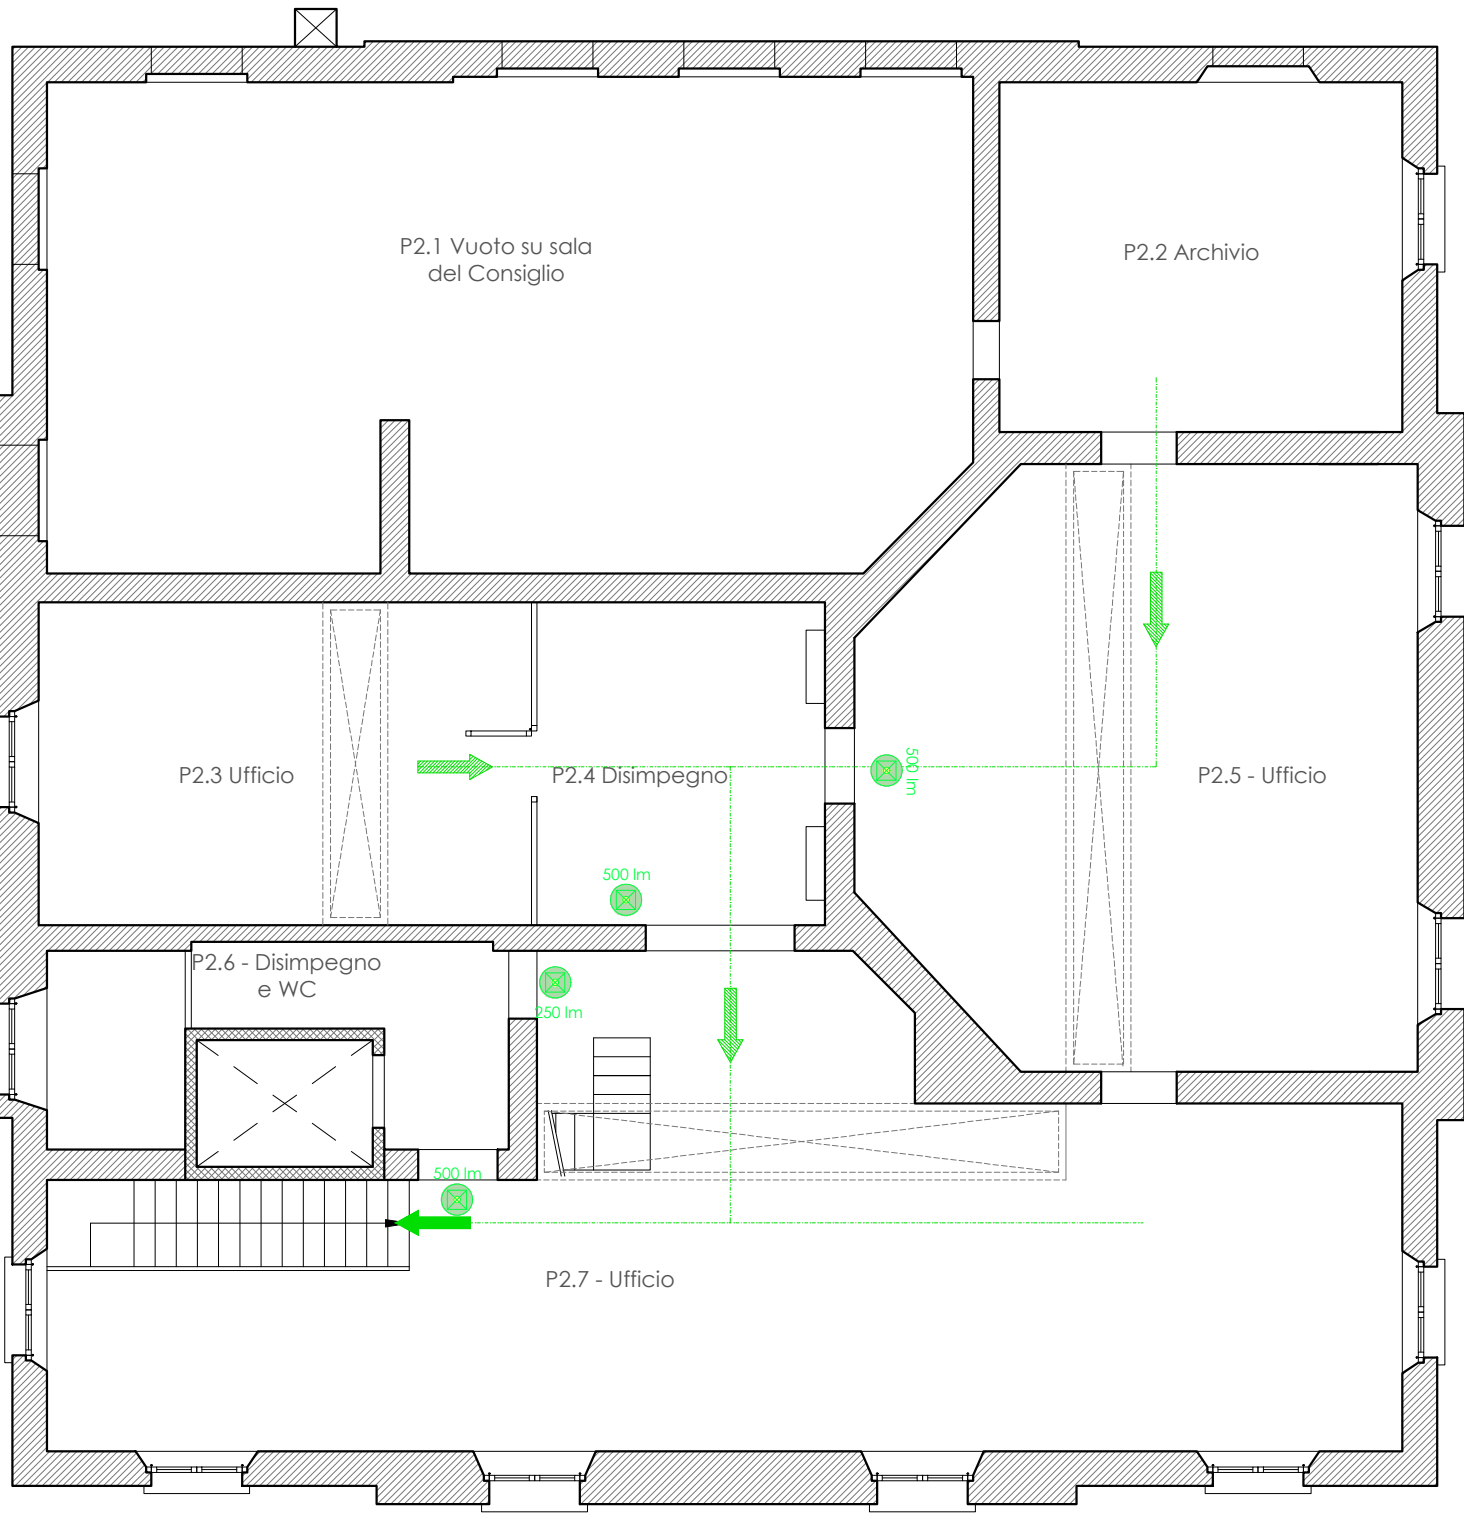 P2.1 Vuoto su sala
del Consiglio
P2.2 Archivio
P2.3 Ufficio
P2.4 Disimpegno
500 lm
P2.5 - Ufficio
500 lm
P2.6 - Disimpegno
e WC
250 lm
500 lm
P2.7 - Ufficio